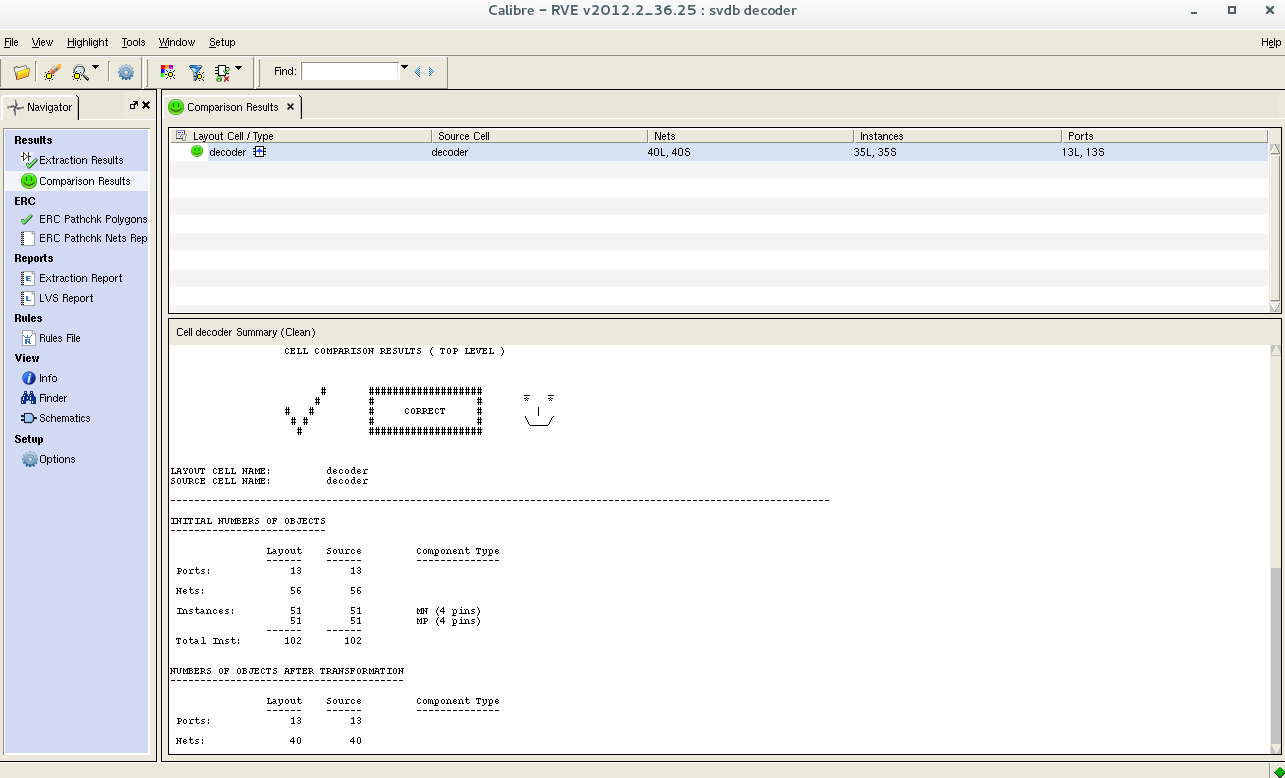 Calibre - RVE v2012.2_36.25 : svdb decoder
File View Highlight Tools Window Setup Help
Find:
Navigator
Comparison Results
Results
Extraction Results
Comparison Results
ERC
ERC Pathchk Polygons
ERC Pathchk Nets Rep
Reports
Extraction Report
LVS Report
Rules
Rules File
View
Info
Finder
Schematics
Setup
Options
Layout Cell / Type Source Cell Nets Instances Ports
decoder decoder 40L, 40S 35L, 35S 13L, 13S
Cell decoder Summary (Clean)
CELL COMPARISON RESULTS ( TOP LEVEL )
# ###################
# # #
# # # CORRECT #
# # # #
# ###################
LAYOUT CELL NAME: decoder
SOURCE CELL NAME: decoder
INITIAL NUMBERS OF OBJECTS
Layout Source Component Type
Ports: 13 13
Nets: 56 56
Instances: 51 51 MN (4 pins)
51 51 MP (4 pins)
Total Inst: 102 102
NUMBERS OF OBJECTS AFTER TRANSFORMATION
Layout Source Component Type
Ports: 13 13
Nets: 40 40